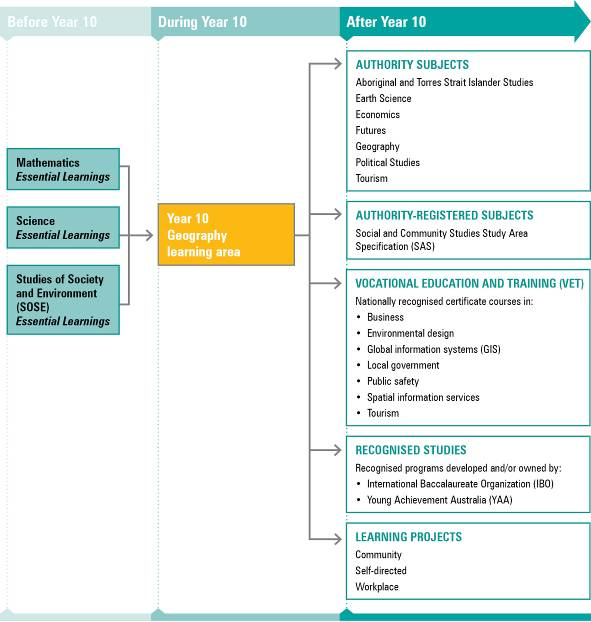 Before Year 10
During Year 10
After Year 10
Mathematics
Essential Learnings
Science
Essential Learnings
Studies of Society
and Environment
(SOSE)
Essential Learnings
Year 10
Geography
learning area
AUTHORITY SUBJECTS
Aboriginal and Torres Strait Islander Studies
Earth Science
Economics
Futures
Geography
Political Studies
Tourism
AUTHORITY-REGISTERED SUBJECTS
Social and Community Studies Study Area
Specification (SAS)
VOCATIONAL EDUCATION AND TRAINING (VET)
Nationally recognised certificate courses in:
• Business
• Environmental design
• Global information systems (GIS)
• Local government
• Public safety
• Spatial information services
• Tourism
RECOGNISED STUDIES
Recognised programs developed and/or owned by:
• International Baccalaureate Organization (IBO)
• Young Achievement Australia (YAA)
LEARNING PROJECTS
Community
Self-directed
Workplace